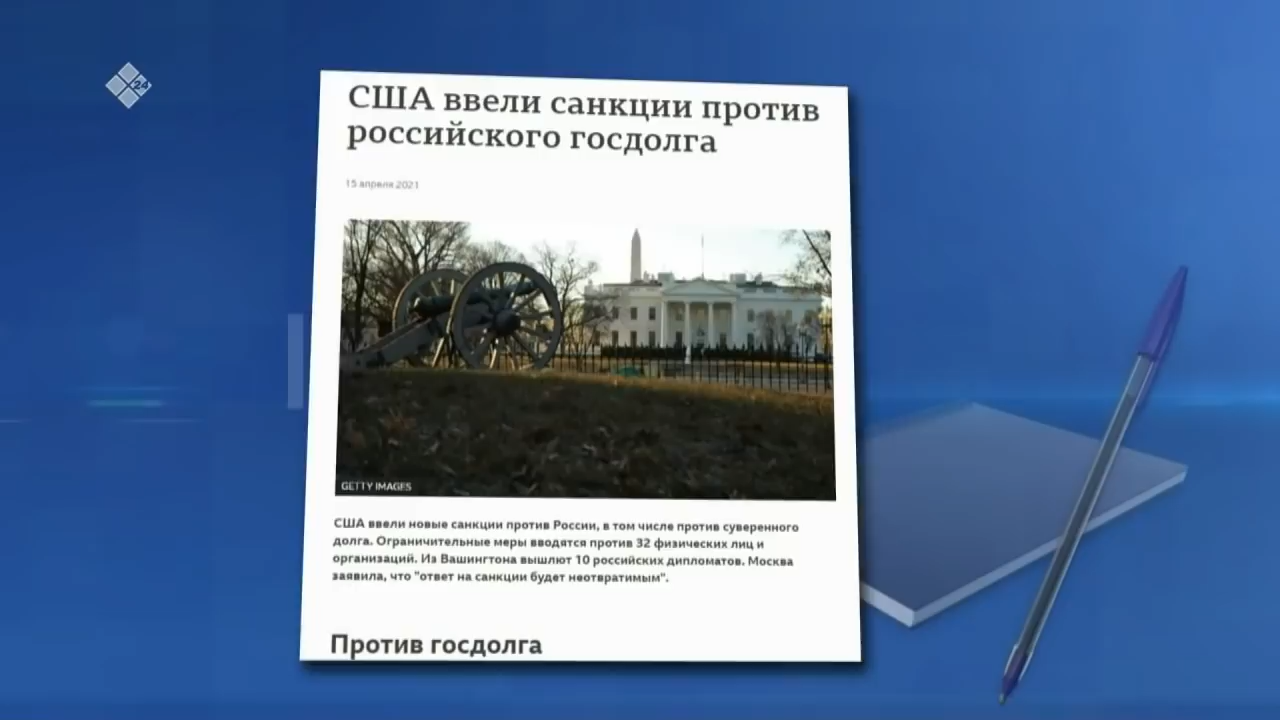 Х24
США ввели санкции против
российского госдолга
15 апреля 2021
GETTY IMAGES
США ввели новые санкции против России, в том числе против суверенного
долга. Ограничительные меры вводятся против 32 физических лиц и
организаций. Из Вашингтона вышлют 10 российских дипломатов. Москва
заявила, что "ответ на санкции будет неотвратимым".
Против госдолга